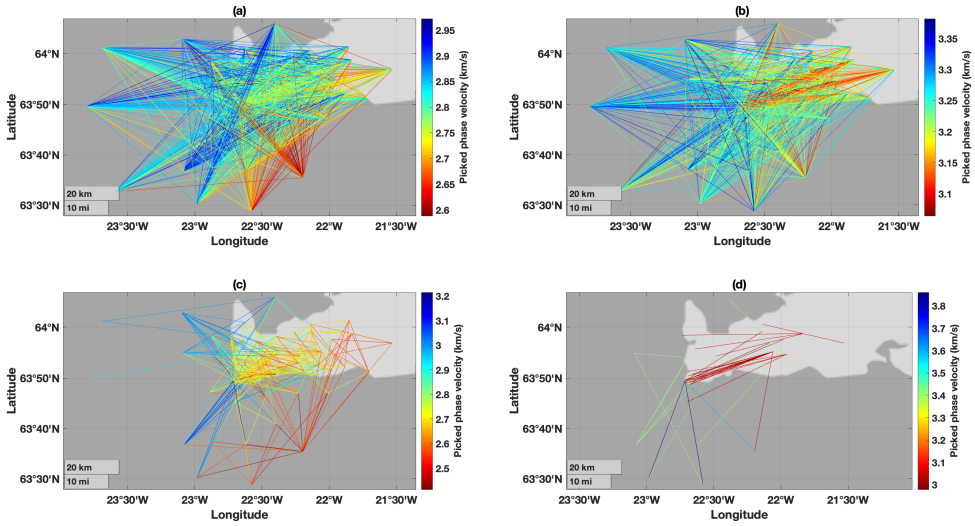 (a)
64°N
63°50'N
63°40'N
63°30'N
Latitude
20 km
10 mi
23°30'W
23°W
22°30'W
22°W
21°30'W
Longitude
2.95
2.9
2.85
2.8
2.75
2.7
2.65
2.6
Picked phase velocity (km/s)
(b)
64°N
63°50'N
63°40'N
63°30'N
Latitude
20 km
10 mi
23°30'W
23°W
22°30'W
22°W
21°30'W
Longitude
3.35
3.3
3.25
3.2
3.15
3.1
Picked phase velocity (km/s)
(c)
64°N
63°50'N
63°40'N
63°30'N
Latitude
20 km
10 mi
23°30'W
23°W
22°30'W
22°W
21°30'W
Longitude
3.2
3.1
3
2.9
2.8
2.7
2.6
2.5
Picked phase velocity (km/s)
(d)
64°N
63°50'N
63°40'N
63°30'N
Latitude
20 km
10 mi
23°30'W
23°W
22°30'W
22°W
21°30'W
Longitude
3.8
3.7
3.6
3.5
3.4
3.3
3.2
3.1
3
Picked phase velocity (km/s)